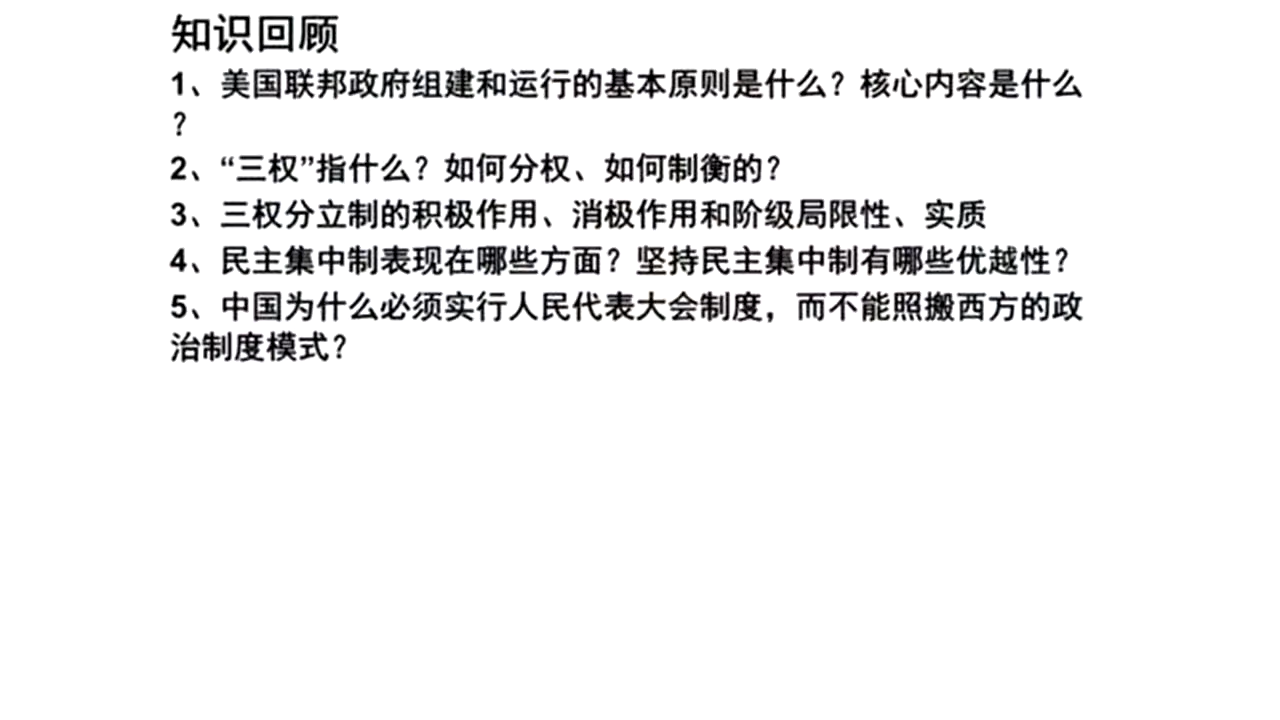 知识回顾
1、美国联邦政府组建和运行的基本原则是什么？核心内容是什么
？
2、“三权”指什么？如何分权、如何制衡的？
3、三权分立制的积极作用、消极作用和阶级局限性、实质
4、民主集中制表现在哪些方面？坚持民主集中制有哪些优越性？
5、中国为什么必须实行人民代表大会制度，而不能照搬西方的政
治制度模式？